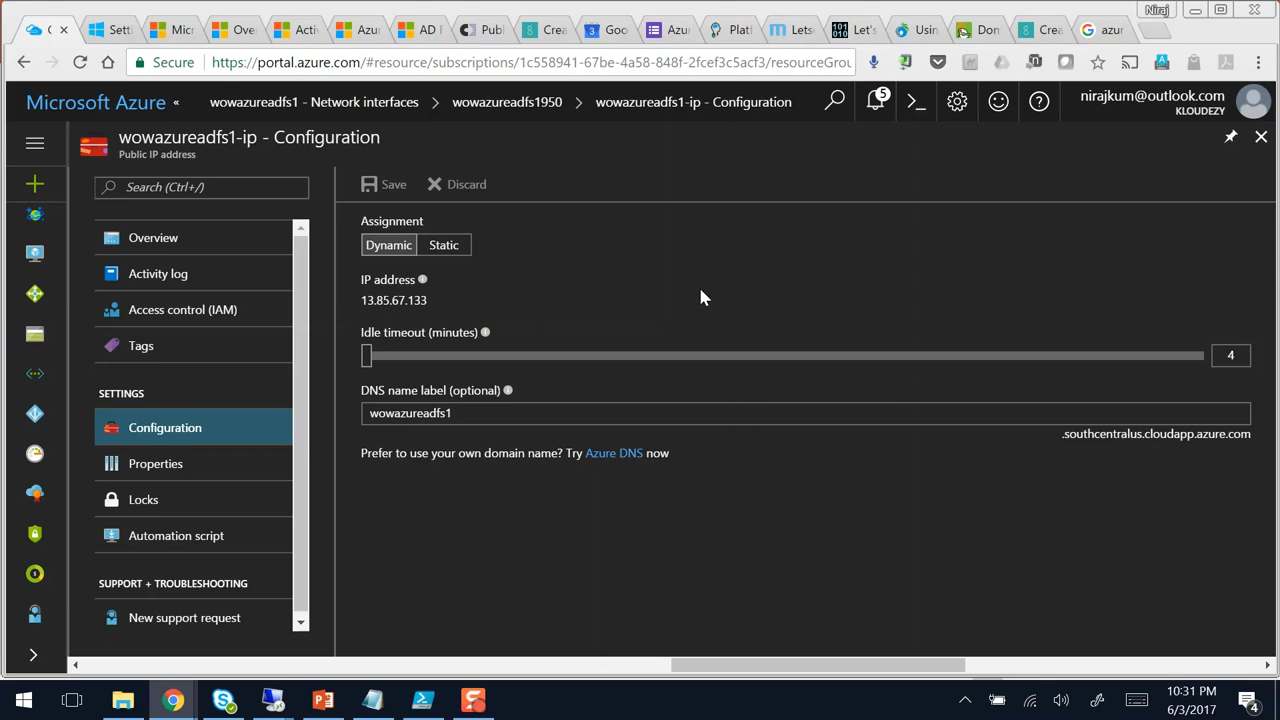 Niraj
C
Setti
Micr
Ove
Activ
Azur
AD F
Publ
Crea
Goo
Azur
Platf
Lets
Let's
Usin
Don
Crea
azur
Secure
https://portal.azure.com/#resource/subscriptions/1c558941-67be-4a58-848f-2fcef3c5acf3/resourceGrou
Microsoft Azure «
wowazureadfs1 - Network interfaces > wowazureadfs1950 > wowazureadfs1-ip - Configuration
5
nirajkum@outlook.com
KLOUDEZY
wowazureadfs1-ip - Configuration
Public IP address
Search (Ctrl+/)
Overview
Activity log
Access control (IAM)
Tags
SETTINGS
Configuration
Properties
Locks
Automation script
SUPPORT + TROUBLESHOOTING
New support request
Save
Discard
Assignment
Dynamic
Static
IP address
13.85.67.133
Idle timeout (minutes)
4
DNS name label (optional)
wowazureadfs1
.southcentralus.cloudapp.azure.com
Prefer to use your own domain name? Try Azure DNS now
10:31 PM
6/3/2017
4